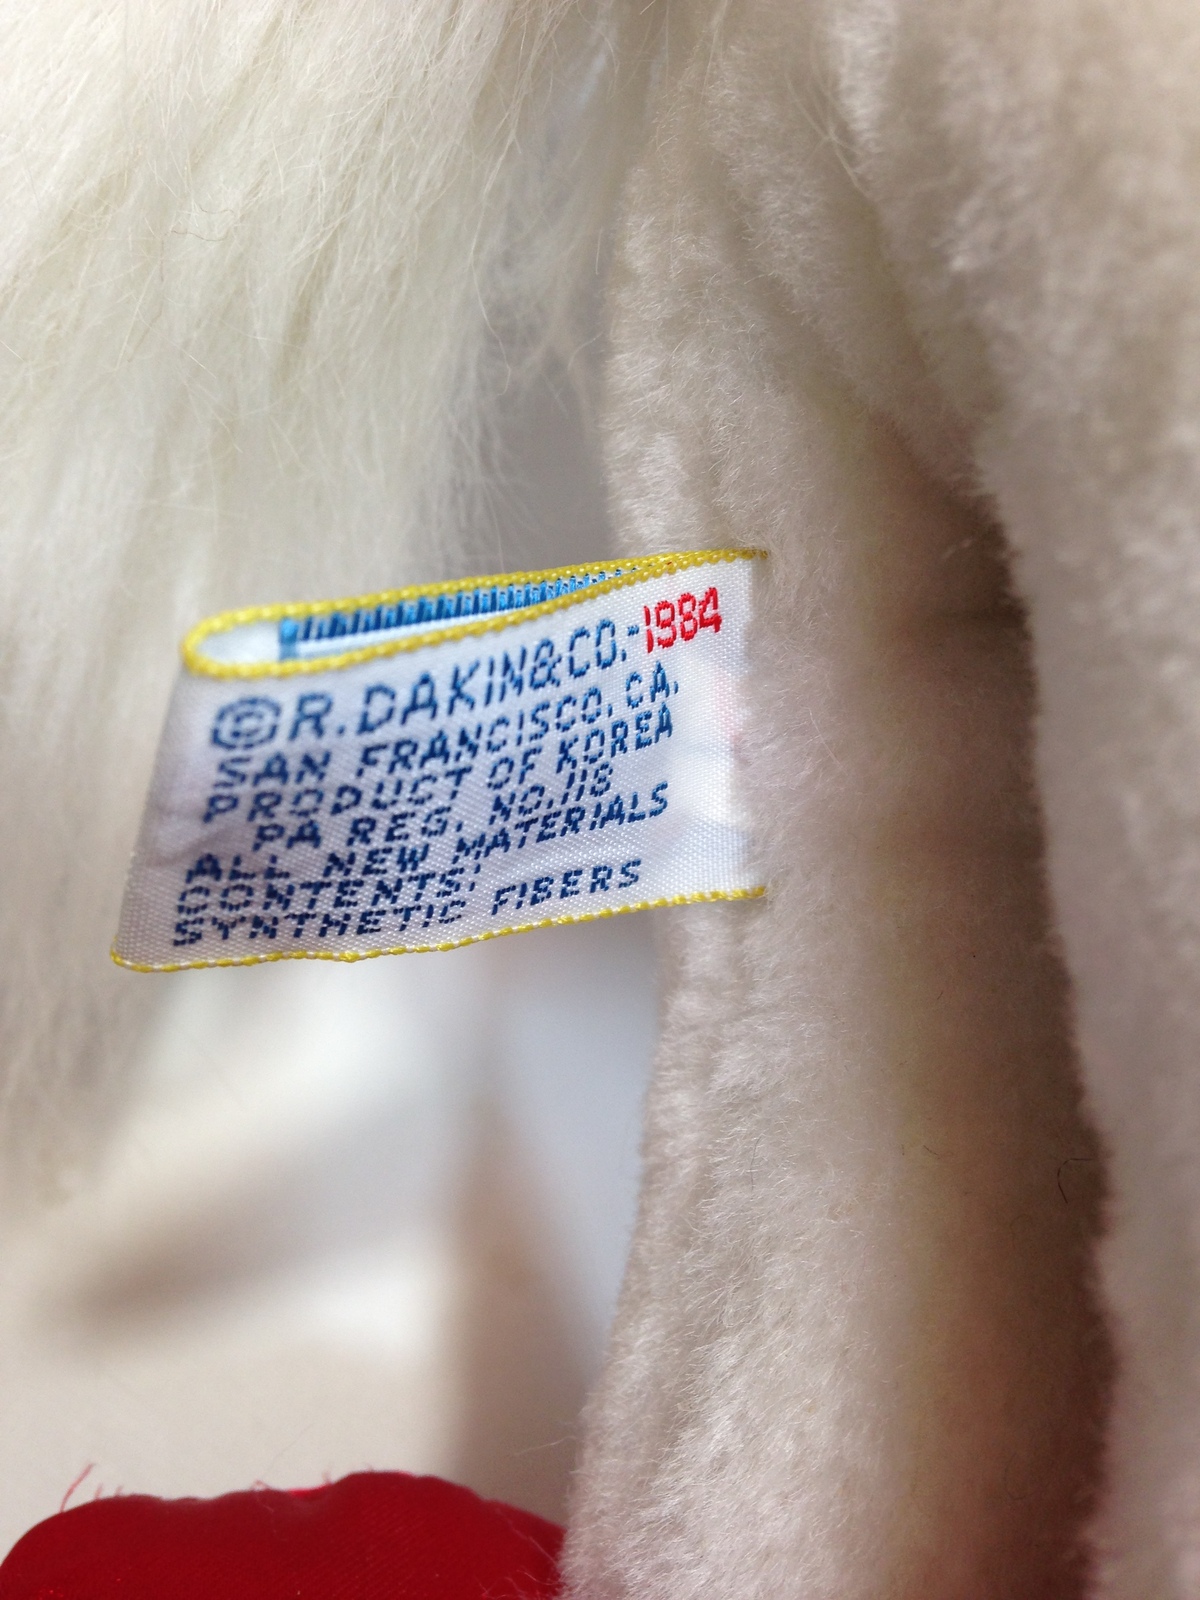 ©R.DAKIN&CO.-1984
SAN FRANCISCO, CA.
PRODUCT OF KOREA
PA REG. NO.118
ALL NEW MATERIALS
CONTENTS:
SYNTHETIC FIBERS